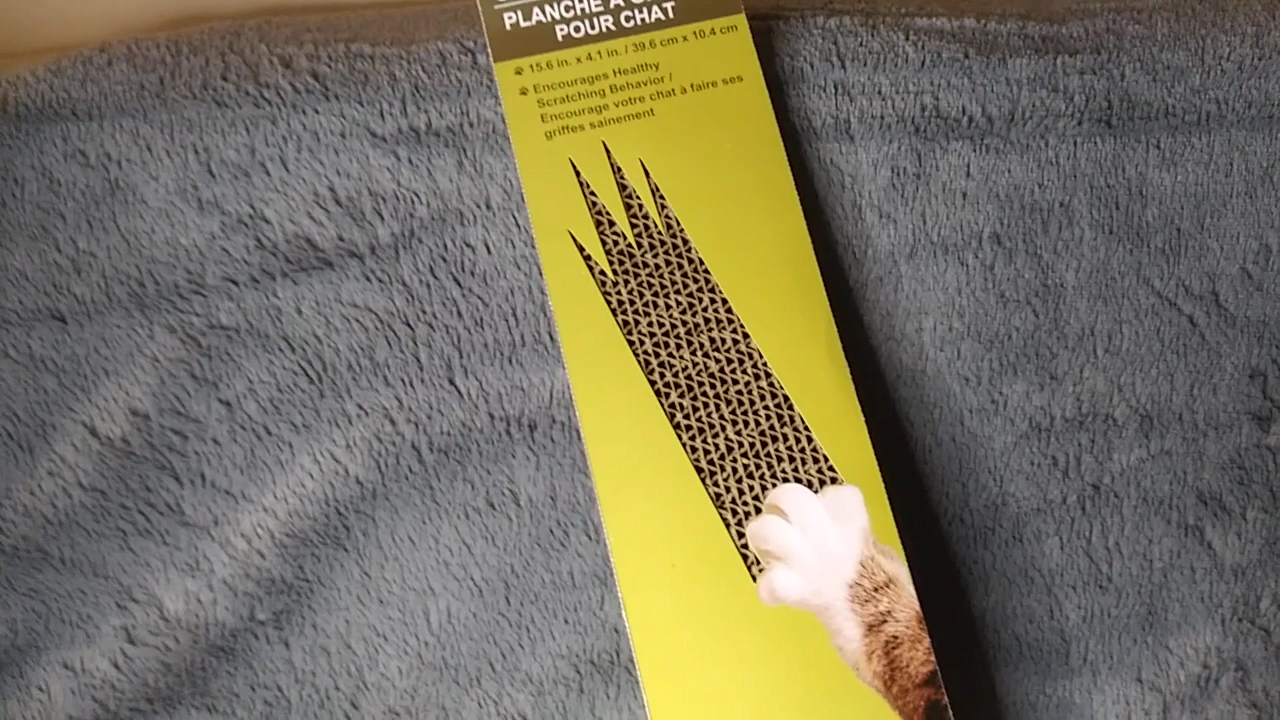 PLANCHE À
POUR CHAT
15.6 in. x 4.1 in. / 39.6 cm x 10.4 cm
Encourages Healthy
Scratching Behavior /
Encourage votre chat à faire ses
griffes sainement